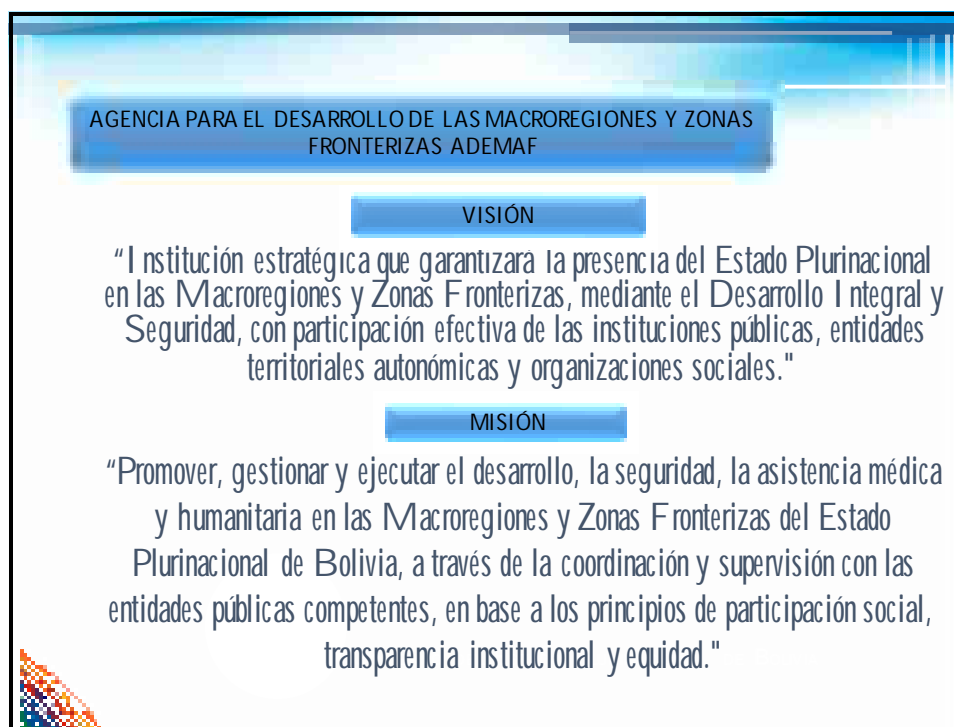 AGENCIA PARA EL DESARROLLO DE LAS MACROREGIONES Y ZONAS
FRONTERIZAS ADEMAF
VISIÓN
“Institución estratégica que garantizará la presencia del Estado Plurinacional
en las Macroregiones y Zonas Fronterizas, mediante el Desarrollo Integral y
Seguridad, con participación efectiva de las instituciones públicas, entidades
territoriales autonómicas y organizaciones sociales."
MISIÓN
“Promover, gestionar y ejecutar el desarrollo, la seguridad, la asistencia médica
y humanitaria en las Macroregiones y Zonas Fronterizas del Estado
Plurinacional de Bolivia, a través de la coordinación y supervisión con las
entidades públicas competentes, en base a los principios de participación social,
transparencia institucional y equidad."